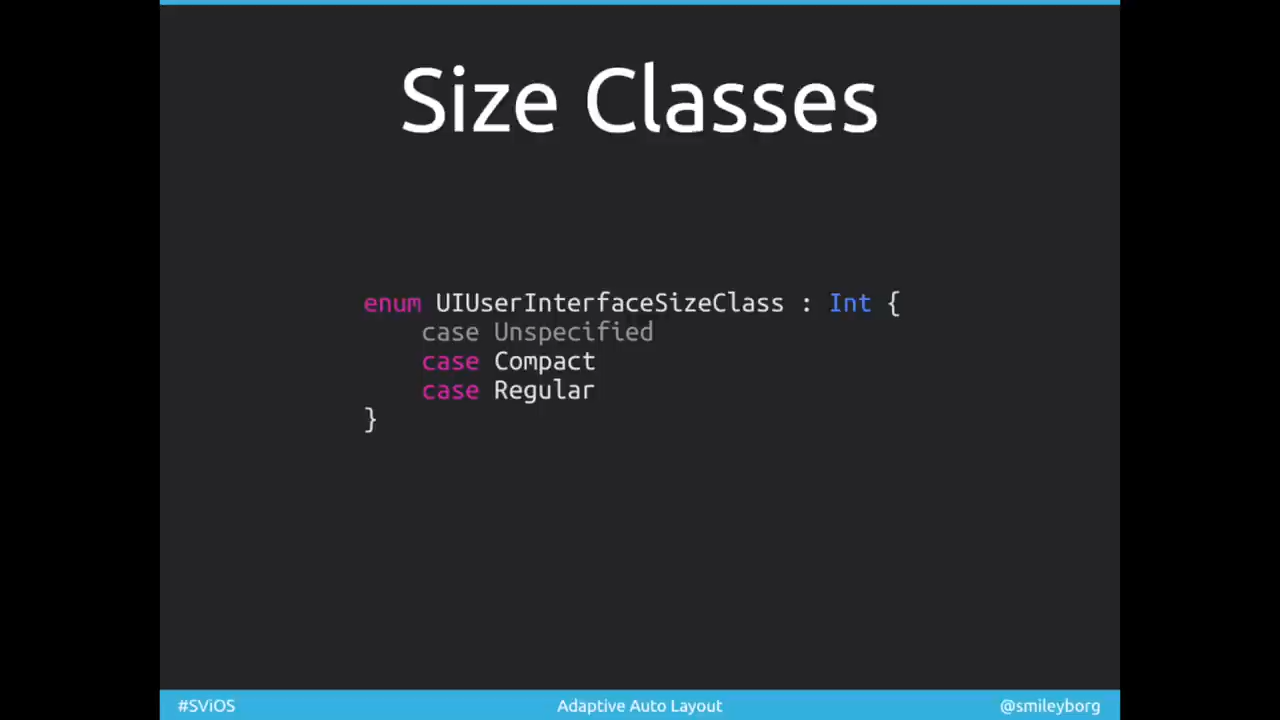 Size Classes
enum UIUserInterfaceSizeClass : Int {
    case Unspecified
    case Compact
    case Regular
}
#SViOS
Adaptive Auto Layout
@smileyborg